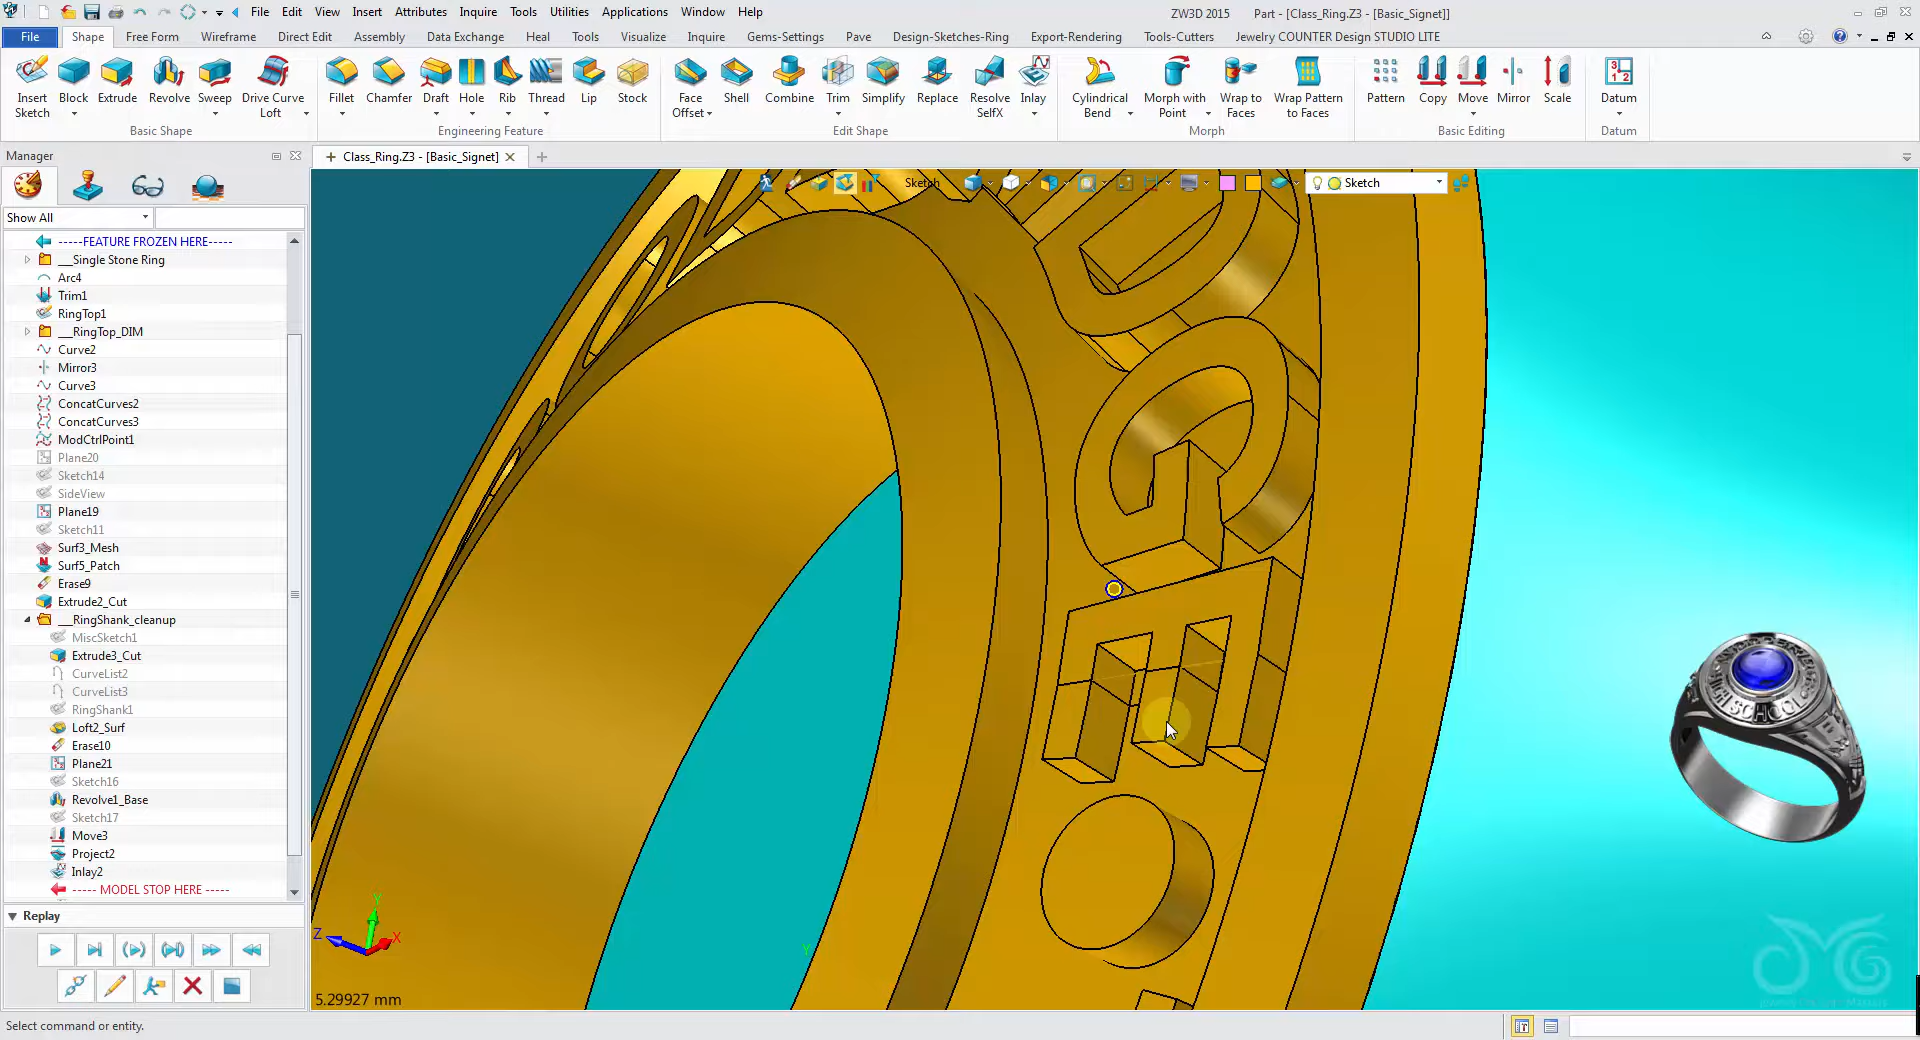 File Edit View Insert Attributes Inquire Tools Utilities Applications Window Help ZW3D 2015 Part - [Class_Ring.Z3 - [Basic_Signet]]
File Shape Free Form Wireframe Direct Edit Assembly Data Exchange Heal Tools Visualize Inquire Gems-Settings Pave Design-Sketches-Ring Export-Rendering Tools-Cutters Jewelry COUNTER Design STUDIO LITE
Insert Sketch Block Extrude Revolve Sweep Drive Curve Loft Fillet Chamfer Draft Hole Rib Thread Lip Stock Face Offset Shell Combine Trim Simplify Replace Resolve SelfX Inlay Cylindrical Bend Morph with Point Wrap to Faces Wrap Pattern to Faces Pattern Copy Move Mirror Scale Datum
Basic Shape Engineering Feature Edit Shape Morph Basic Editing Datum
Manager
Class_Ring.Z3 - [Basic_Signet]
Sketch Sketch
Show All
-----FEATURE FROZEN HERE-----
__Single Stone Ring
Arc4
Trim1
RingTop1
__RingTop_DIM
Curve2
Mirror3
Curve3
ConcatCurves2
ConcatCurves3
ModCtrlPoint1
Plane20
Sketch14
SideView
Plane19
Sketch11
Surf3_Mesh
Surf5_Patch
Erase9
Extrude2_Cut
__RingShank_cleanup
MiscSketch1
Extrude3_Cut
CurveList2
CurveList3
RingShank1
Loft2_Surf
Erase10
Plane21
Sketch16
Revolve1_Base
Sketch17
Move3
Project2
Inlay2
----- MODEL STOP HERE -----
Replay
D
G
E
Y
Z
X
Y
5.29927 mm
HIGH SCHOOL
Select command or entity.